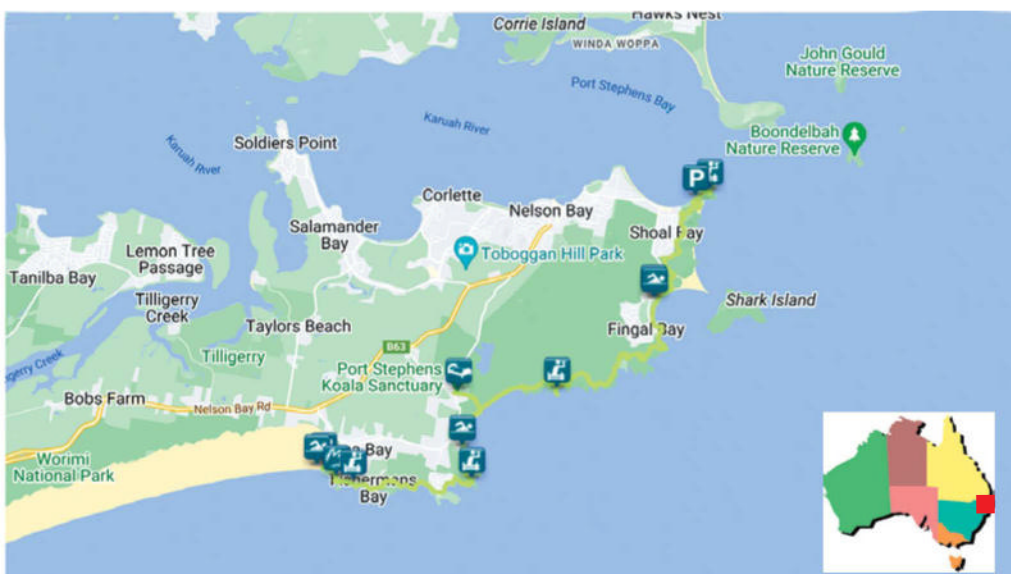 Corrie Island
Hawks Nest
WINDA WOPPA
John Gould
Nature Reserve
Port Stephens Bay
Karuah River
Karuah River
Soldiers Point
Boondelbah
Nature Reserve
P
Corlette
Nelson Bay
Salamander
Bay
Shoal Bay
Lemon Tree
Passage
Toboggan Hill Park
Tanilba Bay
Tilligerry
Creek
Shark Island
Taylors Beach
Fingal Bay
Tilligerry
B63
Port Stephens
Koala Sanctuary
Creek
Bobs Farm
Nelson Bay Rd
Bay
Worimi
National Park
Fishermans
Bay